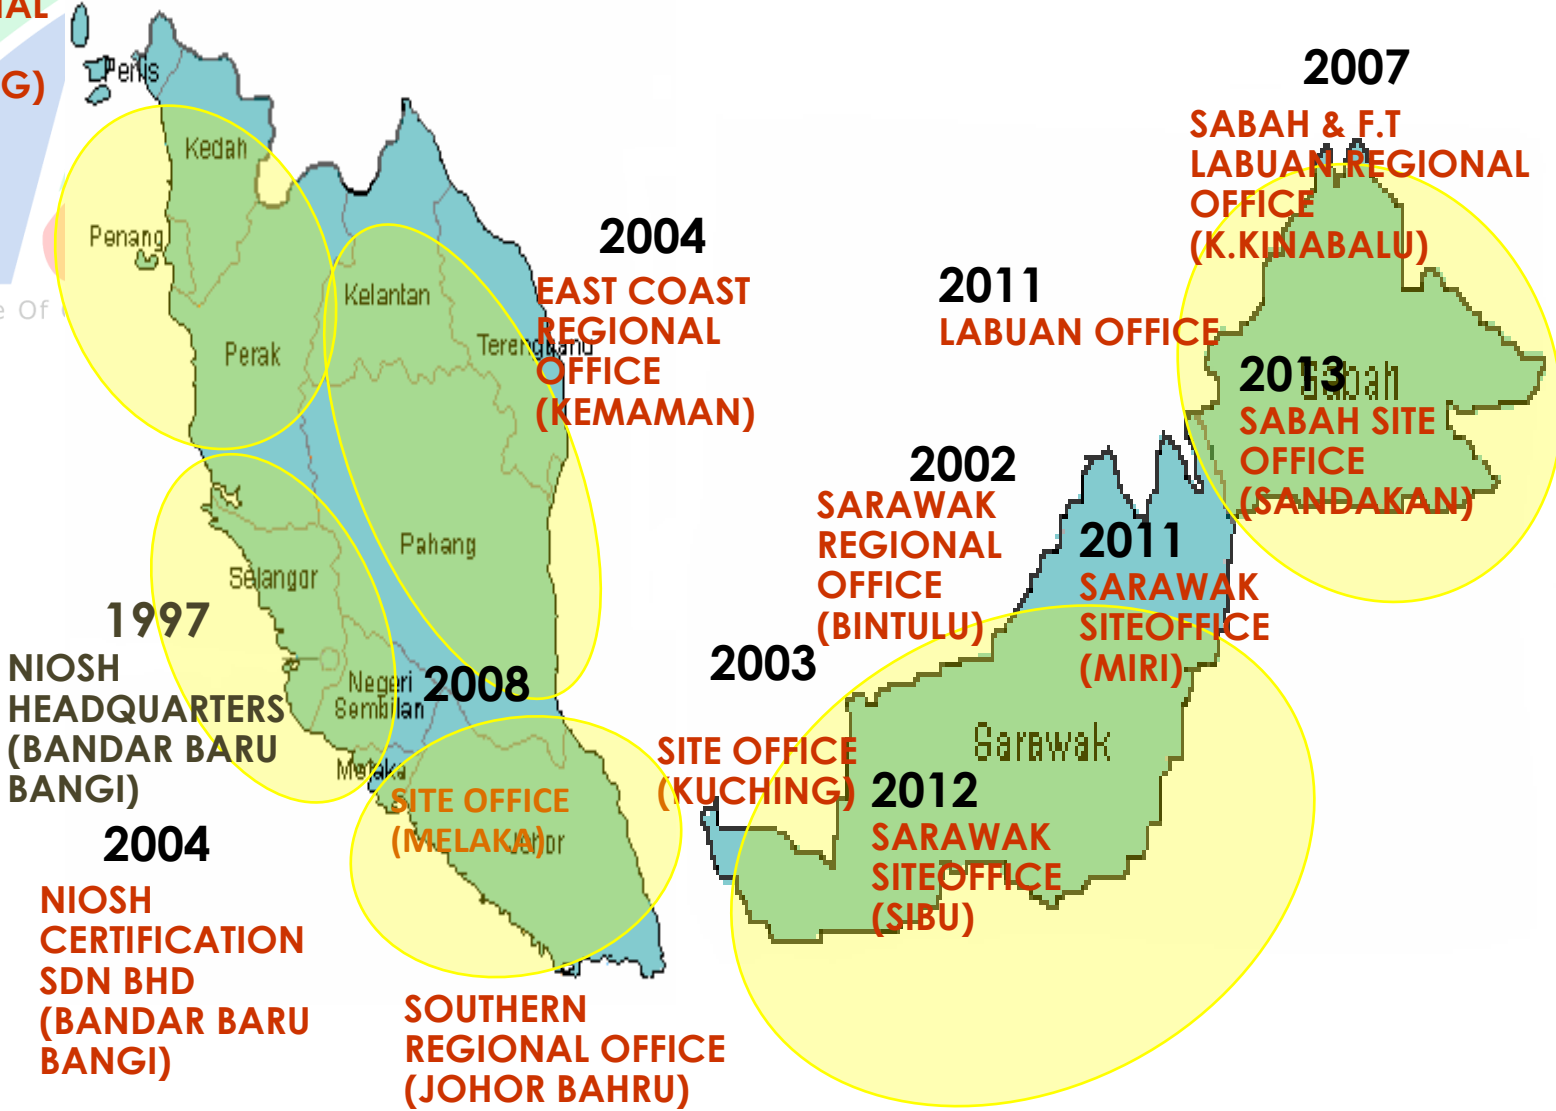 G)
e Of
Perlis
Kedah
Penang
Perak
Kelantan
Terengganu
Pahang
Selangor
Negeri
Sembilan
Melaka
Johor
2004
EAST COAST
REGIONAL
OFFICE
(KEMAMAN)
1997
NIOSH
HEADQUARTERS
(BANDAR BARU
BANGI)
2004
NIOSH
CERTIFICATION
SDN BHD
(BANDAR BARU
BANGI)
2008
SITE OFFICE
(MELAKA)
SOUTHERN
REGIONAL OFFICE
(JOHOR BAHRU)
2007
SABAH & F.T
LABUAN REGIONAL
OFFICE
(K.KINABALU)
2011
LABUAN OFFICE
Sabah
2013
SABAH SITE
OFFICE
(SANDAKAN)
2002
SARAWAK
REGIONAL
OFFICE
(BINTULU)
2011
SARAWAK
SITEOFFICE
(MIRI)
2003
SITE OFFICE
(KUCHING)
Sarawak
2012
SARAWAK
SITEOFFICE
(SIBU)